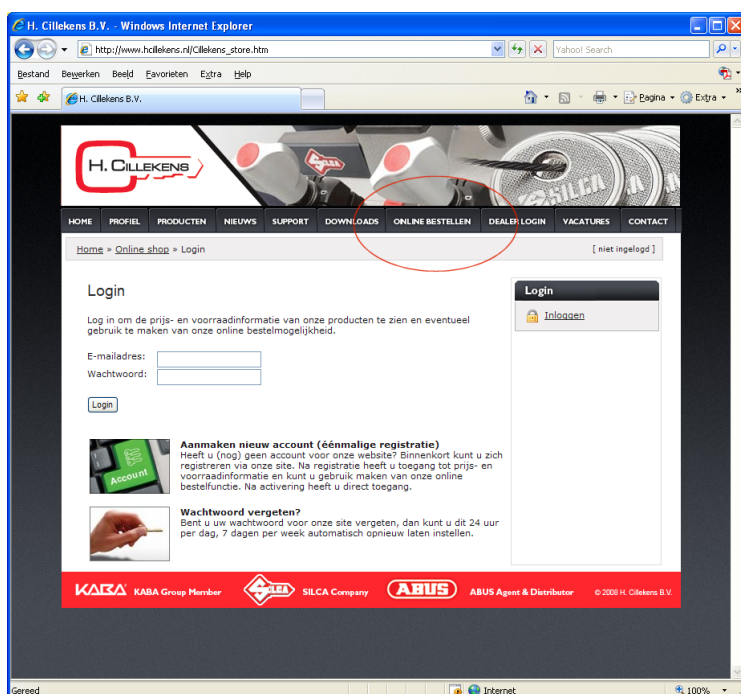 H. Cillekens B.V. - Windows Internet Explorer
http://www.hcillekens.nl/Cillekens_store.htm
Yahoo! Search
Bestand Bewerken Beeld Favorieten Extra Help
H. Cillekens B.V.
Pagina Extra
H. CILLEKENS
SILCA
SILCA
HOME PROFIEL PRODUCTEN NIEUWS SUPPORT DOWNLOADS ONLINE BESTELLEN DEALER LOGIN VACATURES CONTACT
Home » Online shop » Login [ niet ingelogd ]
Login
Log in om de prijs- en voorraadinformatie van onze producten te zien en eventueel
gebruik te maken van onze online bestelmogelijkheid.
E-mailadres:
Wachtwoord:
Login
Login
Inloggen
Account
Aanmaken nieuw account (éénmalige registratie)
Heeft u (nog) geen account voor onze website? Binnenkort kunt u zich
registreren via onze site. Na registratie heeft u toegang tot prijs- en
voorraadinformatie en kunt u gebruik maken van onze online
bestelfunctie. Na activering heeft u direct toegang.
Wachtwoord vergeten?
Bent u uw wachtwoord voor onze site vergeten, dan kunt u dit 24 uur
per dag, 7 dagen per week automatisch opnieuw laten instellen.
KABA KABA Group Member SILCA SILCA Company ABUS ABUS Agent & Distributor © 2008 H. Cillekens B.V.
Gereed Internet 100%